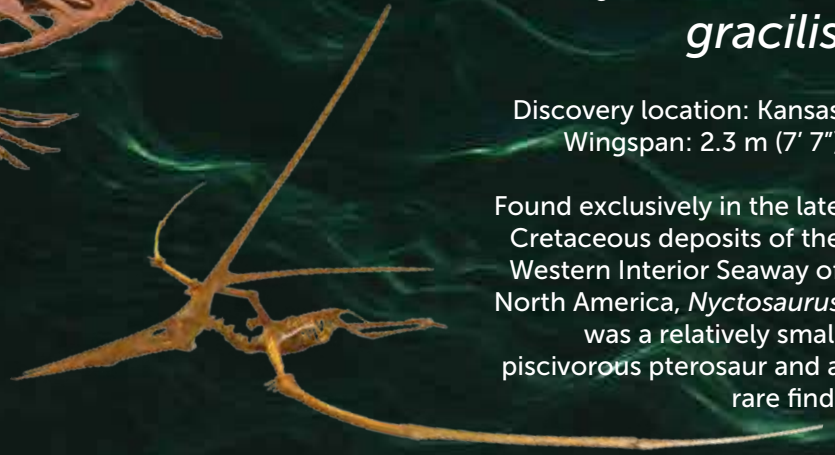 gracilis
Discovery location: Kansas
Wingspan: 2.3 m (7' 7")
Found exclusively in the late
Cretaceous deposits of the
Western Interior Seaway of
North America, Nyctosaurus
was a relatively small
piscivorous pterosaur and a
rare find